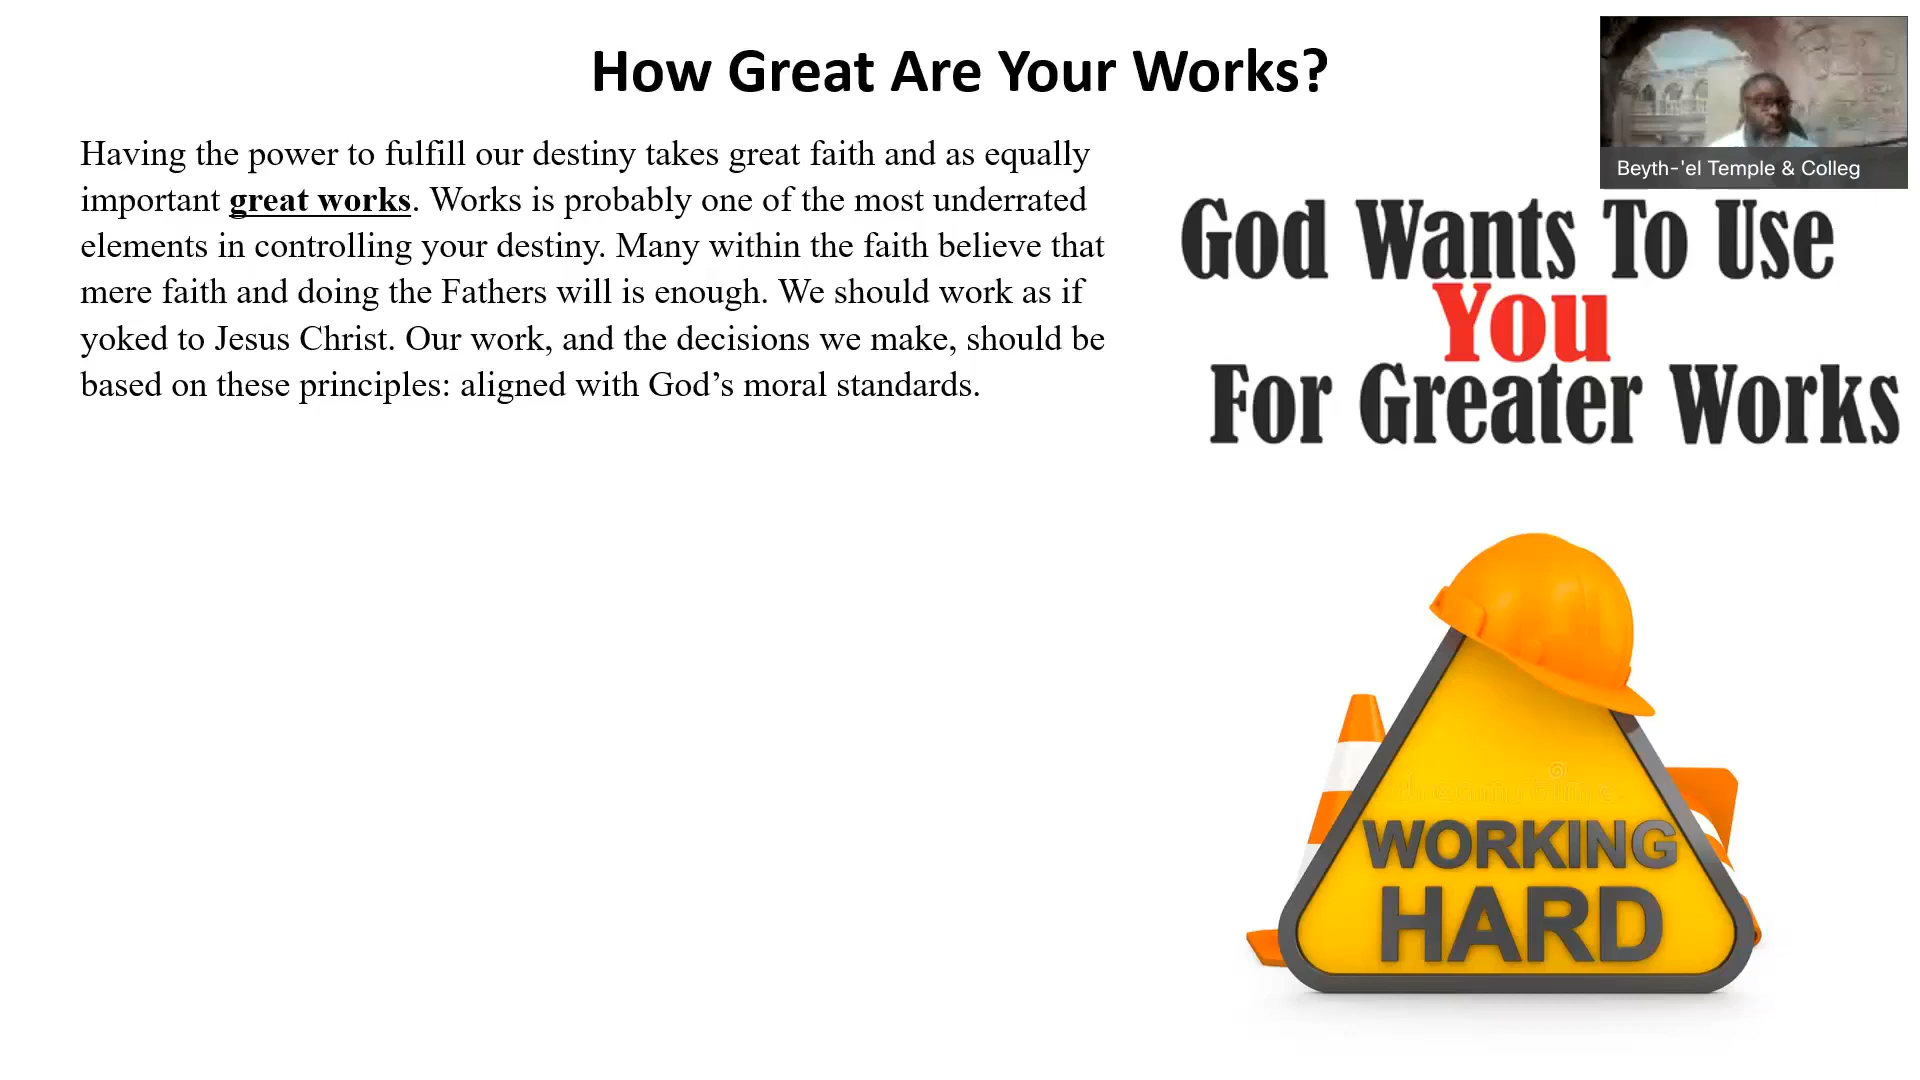 How Great Are Your Works?
Having the power to fulfill our destiny takes great faith and as equally
important great works. Works is probably one of the most underrated
elements in controlling your destiny. Many within the faith believe that
mere faith and doing the Fathers will is enough. We should work as if
yoked to Jesus Christ. Our work, and the decisions we make, should be
based on these principles: aligned with God’s moral standards.
Beyth-'el Temple & Colleg
God Wants To Use
You
For Greater Works
dreamstime
WORKING
HARD